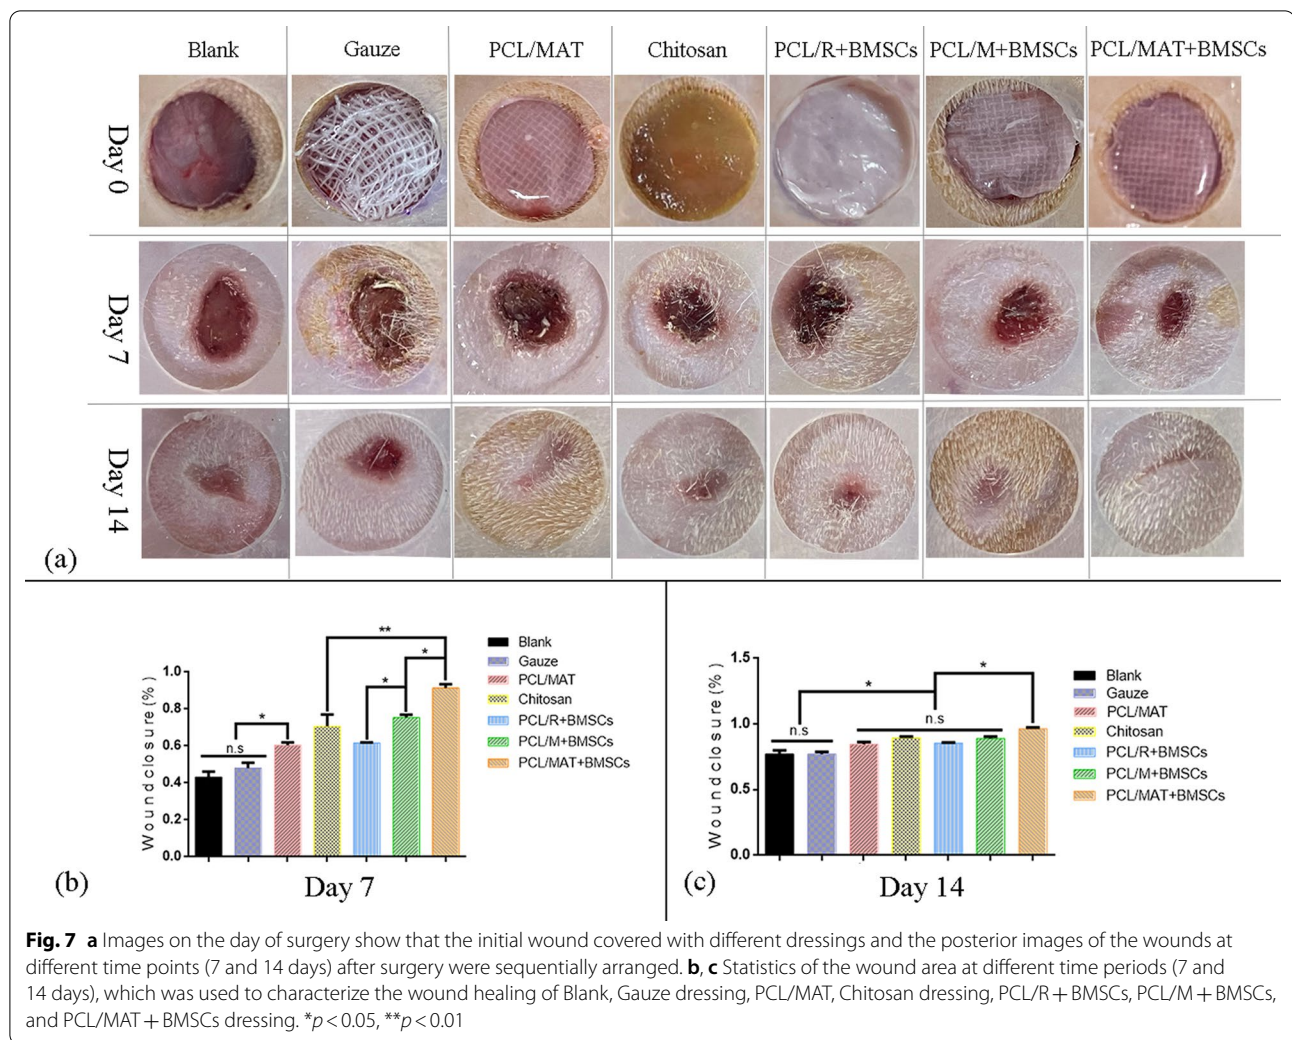 Blank Gauze PCL/MAT Chitosan PCL/R+BMSCs PCL/M+BMSCs PCL/MAT+BMSCs
Day 0
Day 7
Day 14
(a)
Woundclosure(%)
1.0
0.8
0.6
0.4
0.2
0.0
n.s
*
**
*
*
Blank
Gauze
PCL/MAT
Chitosan
PCL/R+BMSCs
PCL/M+BMSCs
PCL/MAT+BMSCs
(b)
Day 7
Woundclosure(%)
1.5
1.0
0.5
0.0
n.s
*
n.s
*
Blank
Gauze
PCL/MAT
Chitosan
PCL/R+BMSCs
PCL/M+BMSCs
PCL/MAT+BMSCs
(c)
Day 14
Fig. 7 a Images on the day of surgery show that the initial wound covered with different dressings and the posterior images of the wounds at
different time points (7 and 14 days) after surgery were sequentially arranged. b, c Statistics of the wound area at different time periods (7 and
14 days), which was used to characterize the wound healing of Blank, Gauze dressing, PCL/MAT, Chitosan dressing, PCL/R + BMSCs, PCL/M + BMSCs,
and PCL/MAT + BMSCs dressing. *p < 0.05, **p < 0.01